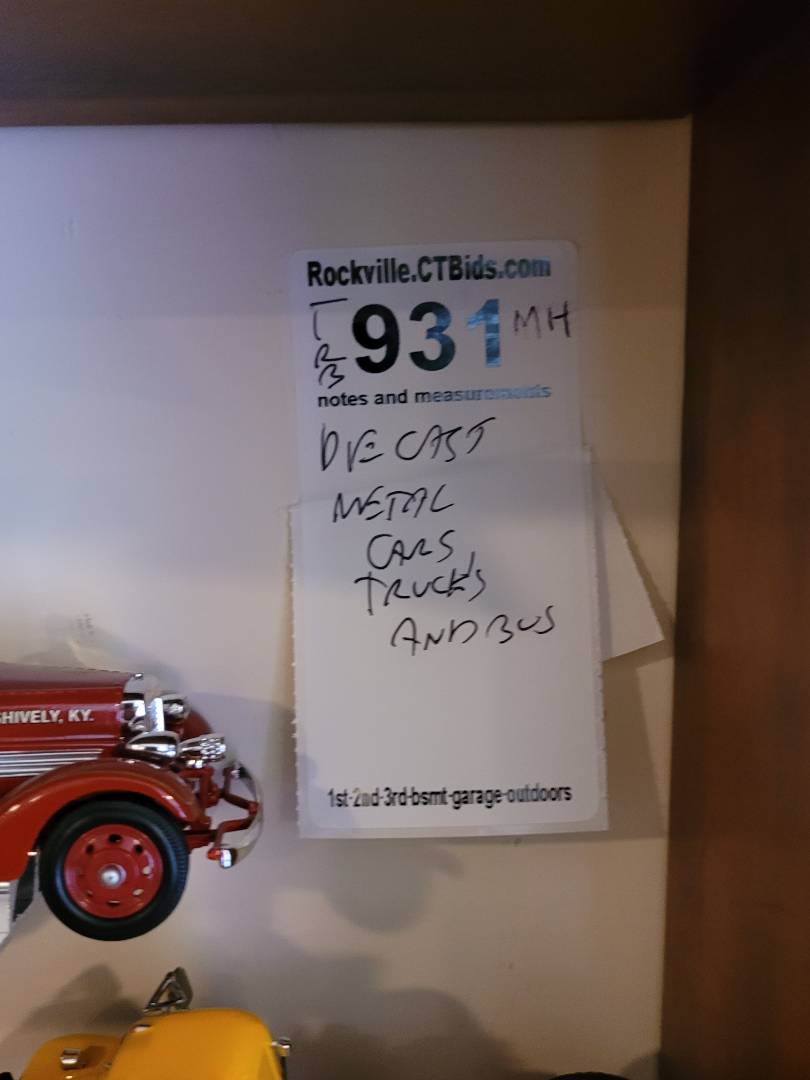 Rockville.CTBids.com
T
R
B
931
MH
notes and measurements
DIE CAST
METAL
CARS,
TRUCKS
AND BUS
SHIVELY, KY.
1st-2nd-3rd-bsmt-garage-outdoors